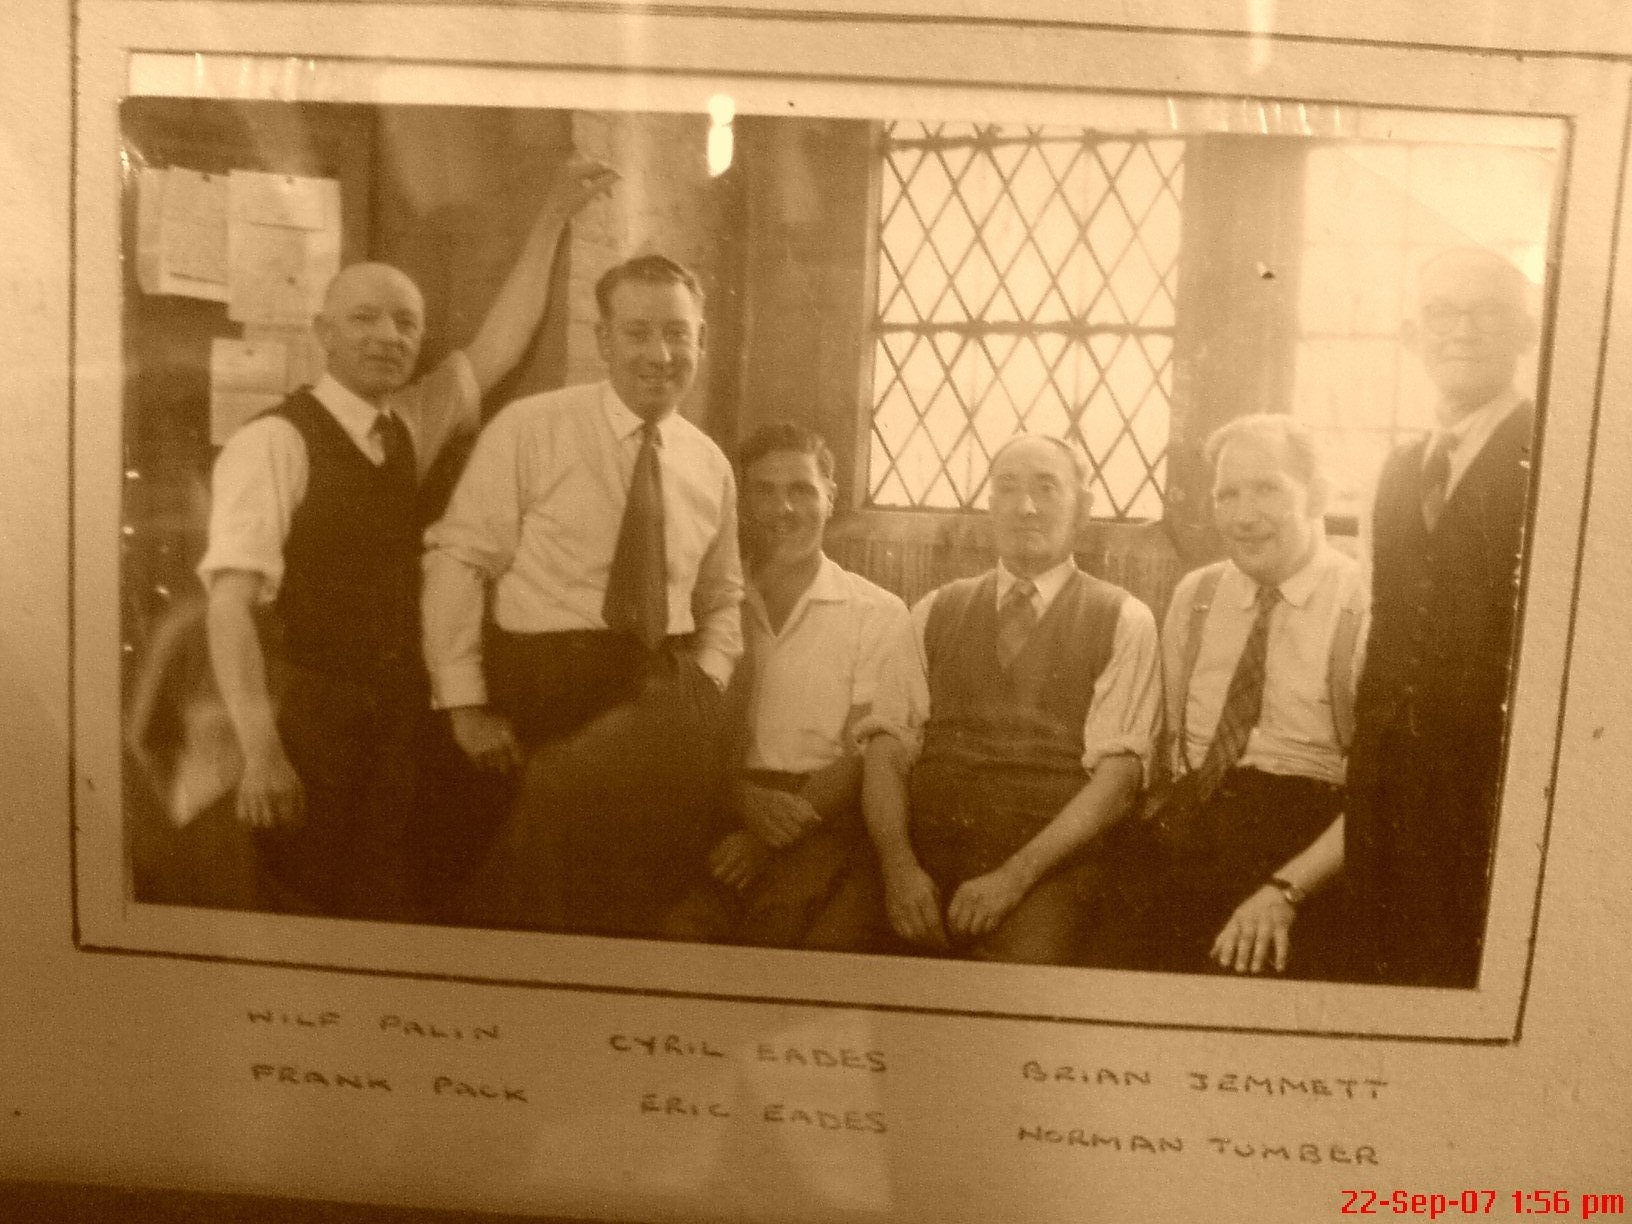 WILF PALIN CYRIL EADES BRIAN JEMMETT
FRANK PACK ERIC EADES NORMAN TUMBER
22-Sep-07 1:56 pm